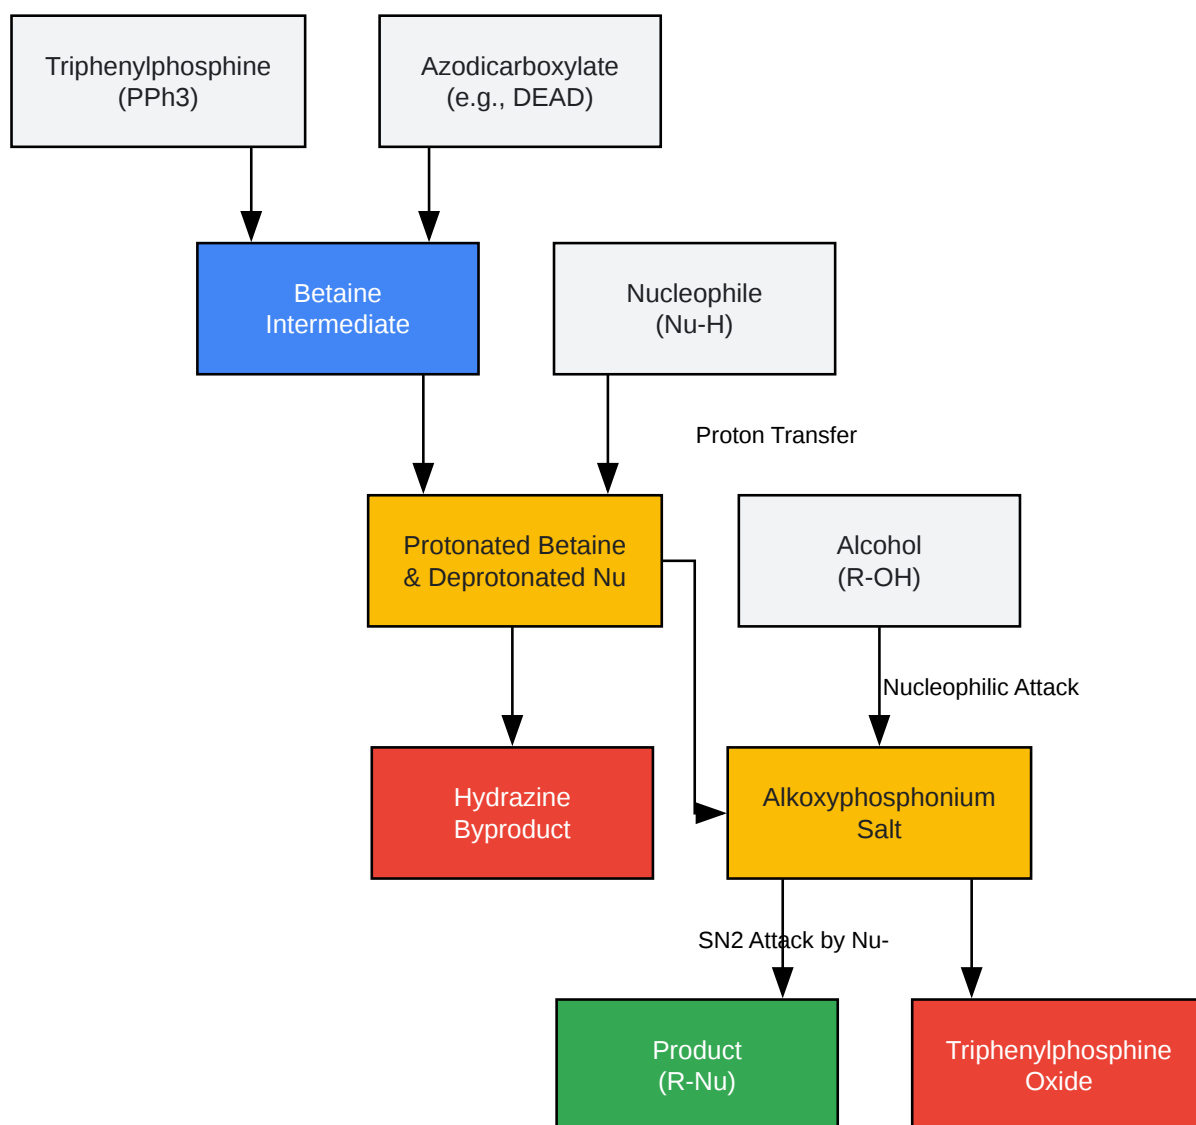 Triphenylphosphine
(PPh3)
Azodicarboxylate
(e.g., DEAD)
Betaine
Intermediate
Nucleophile
(Nu-H)
Proton Transfer
Protonated Betaine
& Deprotonated Nu
Alcohol
(R-OH)
Nucleophilic Attack
Hydrazine
Byproduct
Alkoxyphosphonium
Salt
SN2 Attack by Nu-
Product
(R-Nu)
Triphenylphosphine
Oxide